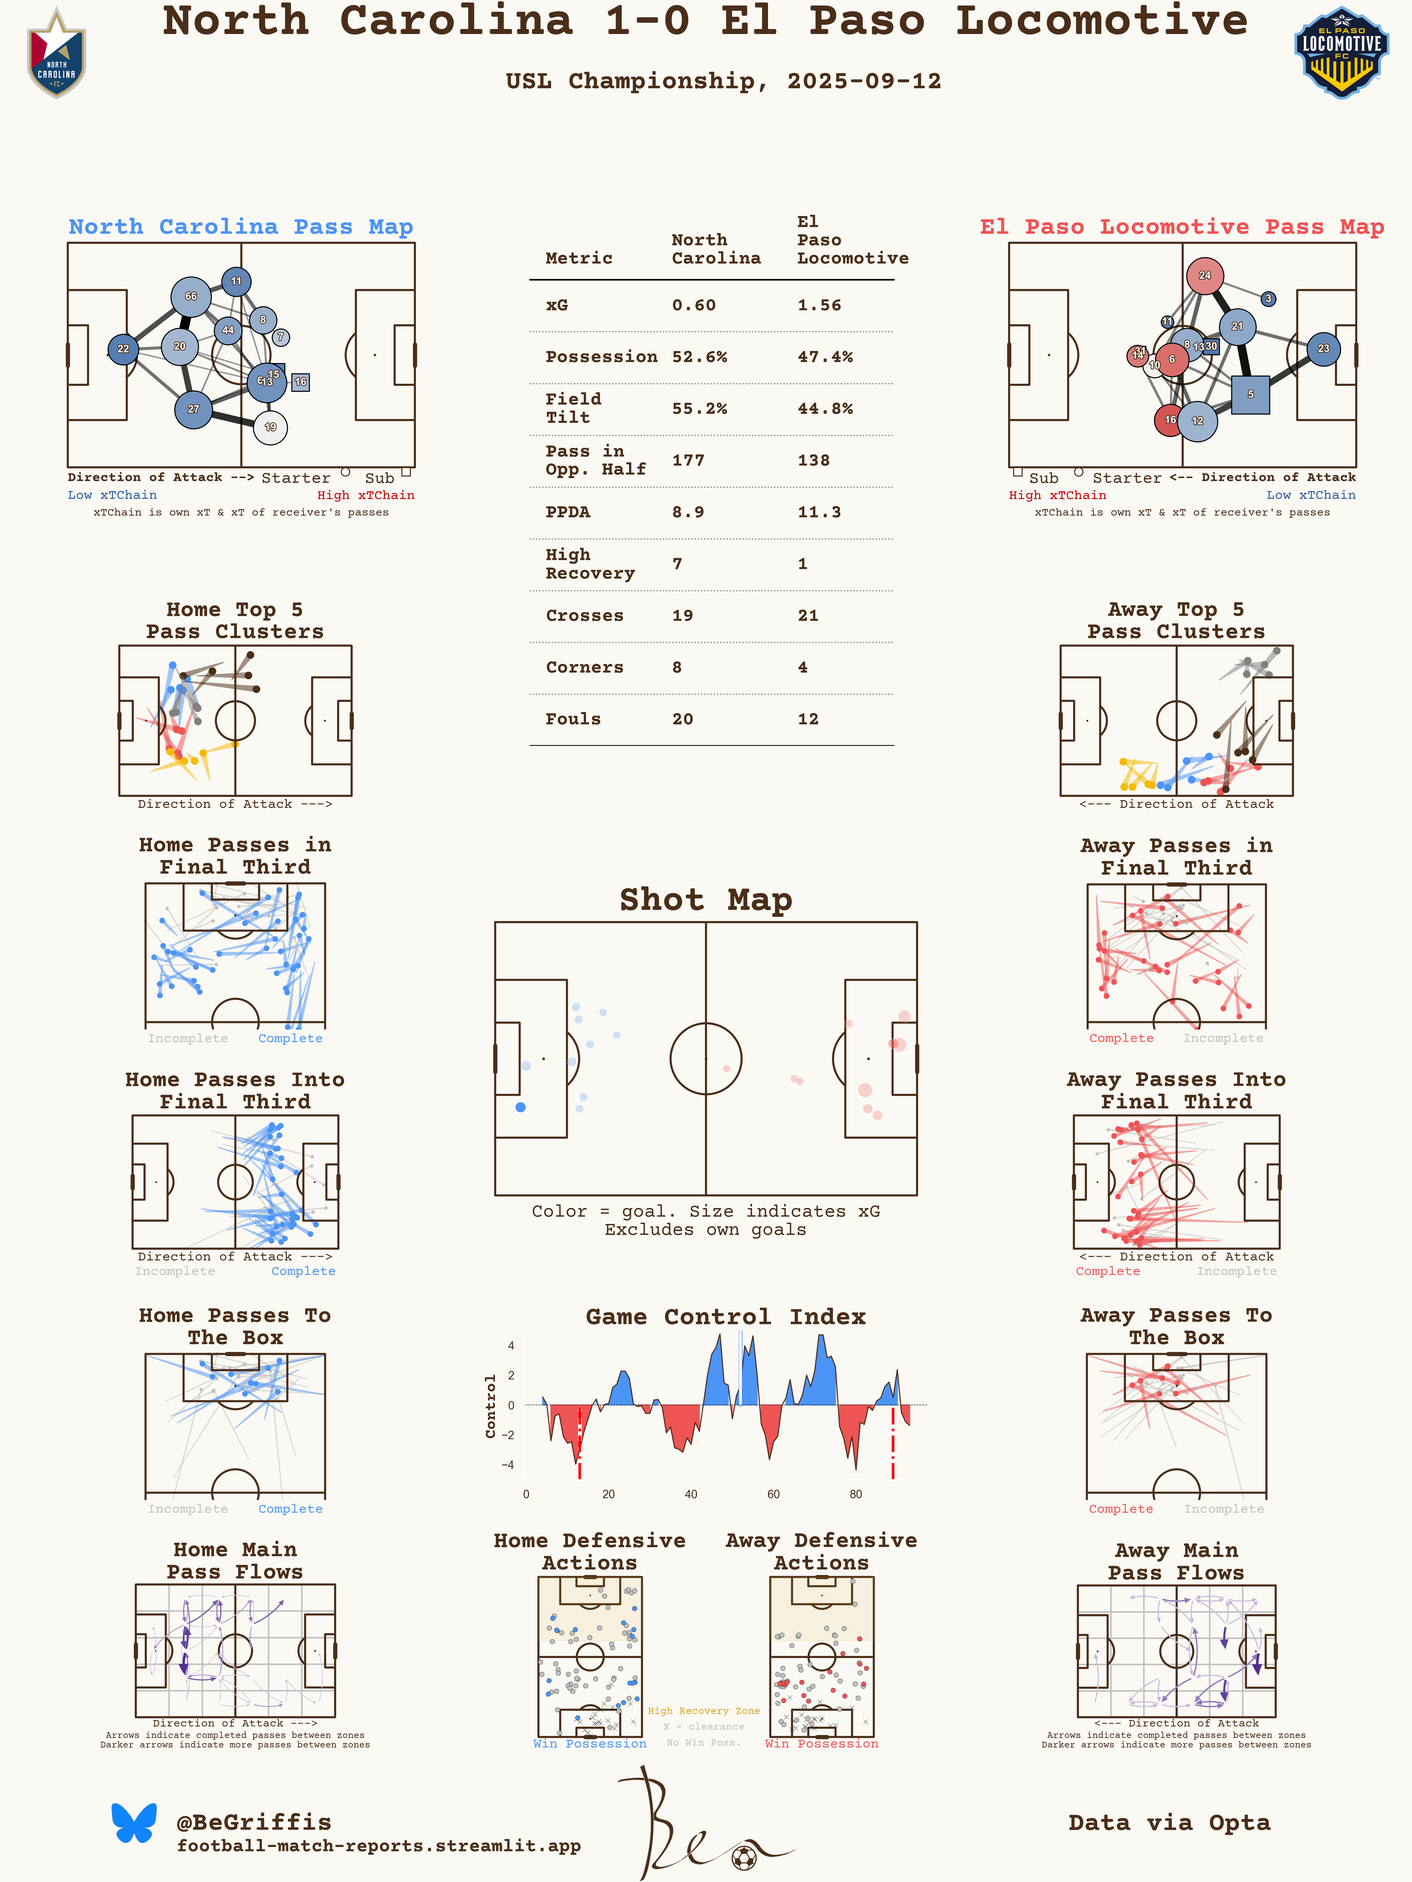 North Carolina 1-0 El Paso Locomotive
USL Championship, 2025-09-12
NORTH
CAROLINA
FC
EL PASO
LOCOMOTIVE
FC
North Carolina Pass Map
11
66
8
44
7
22
20
15
13
16
27
19
Direction of Attack --> Starter Sub
Low xTChain High xTChain
xTChain is own xT & xT of receiver's passes
Metric North Carolina El Paso Locomotive
xG 0.60 1.56
Possession 52.6% 47.4%
Field Tilt 55.2% 44.8%
Pass in Opp. Half 177 138
PPDA 8.9 11.3
High Recovery 7 1
Crosses 19 21
Corners 8 4
Fouls 20 12
El Paso Locomotive Pass Map
24
3
11
21
8
13
30
23
14
6
10
5
16
12
Sub Starter <-- Direction of Attack
High xTChain Low xTChain
xTChain is own xT & xT of receiver's passes
Home Top 5
Pass Clusters
Direction of Attack --->
Away Top 5
Pass Clusters
<--- Direction of Attack
Home Passes in
Final Third
Incomplete Complete
Away Passes in
Final Third
Complete Incomplete
Shot Map
Color = goal. Size indicates xG
Excludes own goals
Home Passes Into
Final Third
Direction of Attack --->
Incomplete Complete
Away Passes Into
Final Third
<--- Direction of Attack
Complete Incomplete
Home Passes To
The Box
Incomplete Complete
Game Control Index
Control
4
2
0
−2
−4
0 20 40 60 80
Away Passes To
The Box
Complete Incomplete
Home Main
Pass Flows
Direction of Attack --->
Arrows indicate completed passes between zones
Darker arrows indicate more passes between zones
Home Defensive
Actions
Win Possession
High Recovery Zone
X = clearance
No Win Poss.
Away Defensive
Actions
Win Possession
Away Main
Pass Flows
<--- Direction of Attack
Arrows indicate completed passes between zones
Darker arrows indicate more passes between zones
@BeGriffis
football-match-reports.streamlit.app
Ben
Data via Opta